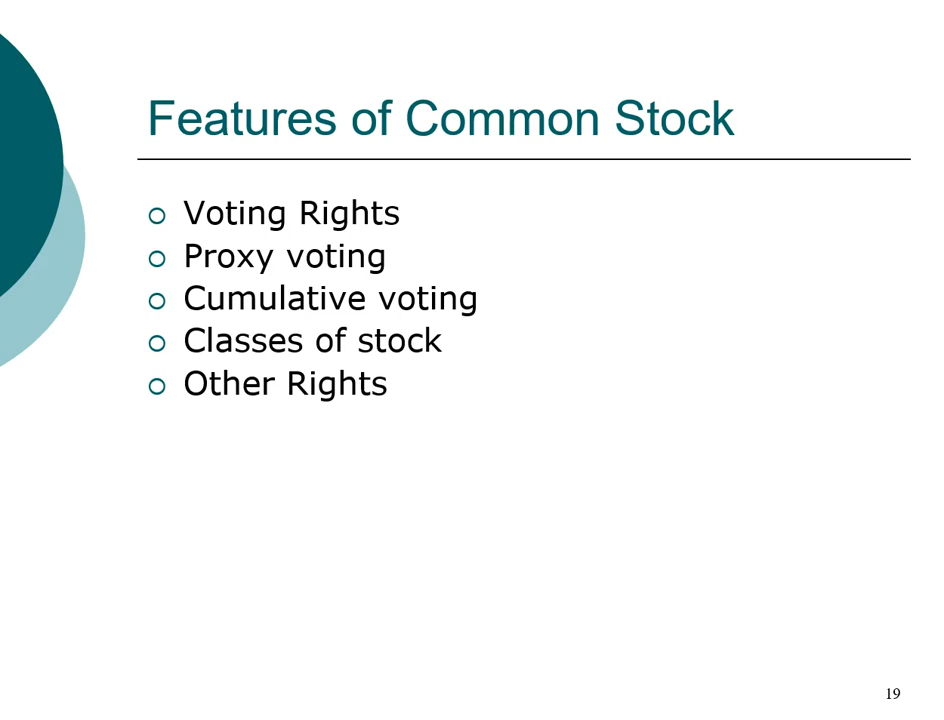 Features of Common Stock
Voting Rights
Proxy voting
Cumulative voting
Classes of stock
Other Rights
19